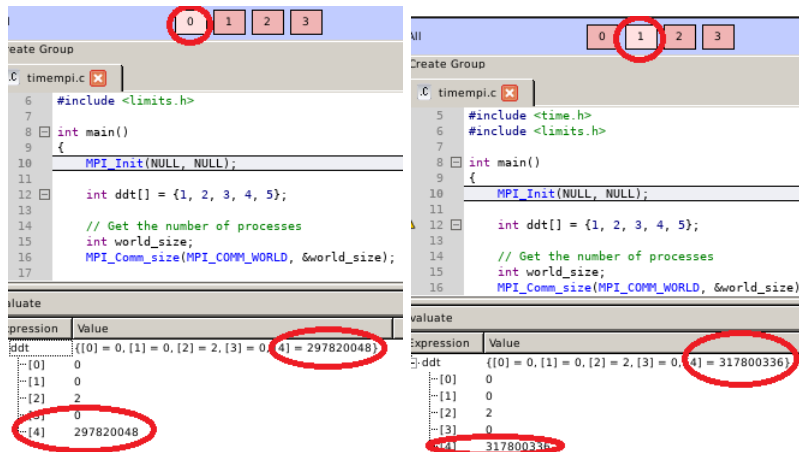 0 1 2 3
reate Group
.c timempi.c
6 #include <limits.h>
7
8 int main()
9 {
10 MPI_Init(NULL, NULL);
11
12 int ddt[] = {1, 2, 3, 4, 5};
13
14 // Get the number of processes
15 int world_size;
16 MPI_Comm_size(MPI_COMM_WORLD, &world_size);
17
aluate
xpression Value
ddt {[0] = 0, [1] = 0, [2] = 2, [3] = 0, [4] = 297820048}
[0] 0
[1] 0
[2] 2
[3] 0
[4] 297820048
All 0 1 2 3
Create Group
.c timempi.c
5 #include <time.h>
6 #include <limits.h>
7
8 int main()
9 {
10 MPI_Init(NULL, NULL);
11
12 int ddt[] = {1, 2, 3, 4, 5};
13
14 // Get the number of processes
15 int world_size;
16 MPI_Comm_size(MPI_COMM_WORLD, &world_size)
valuate
Expression Value
ddt {[0] = 0, [1] = 0, [2] = 2, [3] = 0, [4] = 317800336}
[0] 0
[1] 0
[2] 2
[3] 0
[4] 317800336